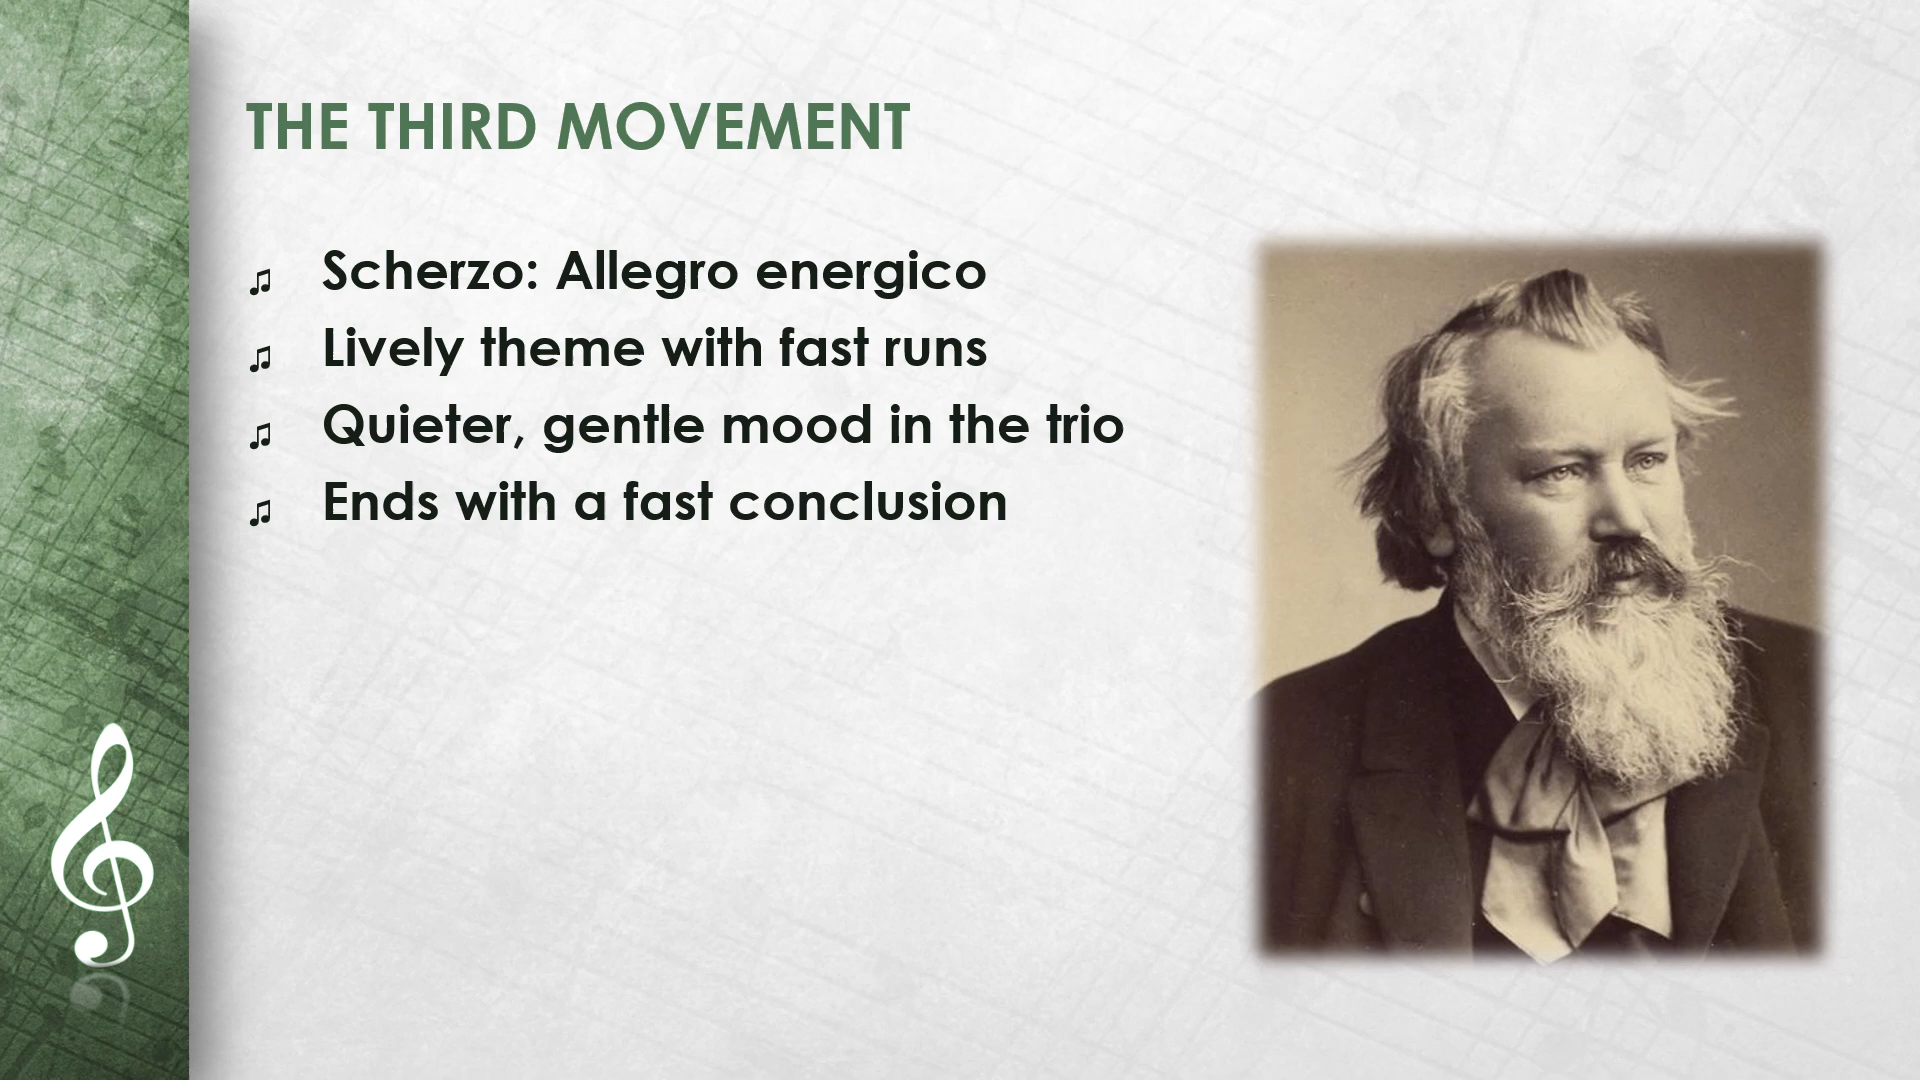 THE THIRD MOVEMENT
♫ Scherzo: Allegro energico
♫ Lively theme with fast runs
♫ Quieter, gentle mood in the trio
♫ Ends with a fast conclusion